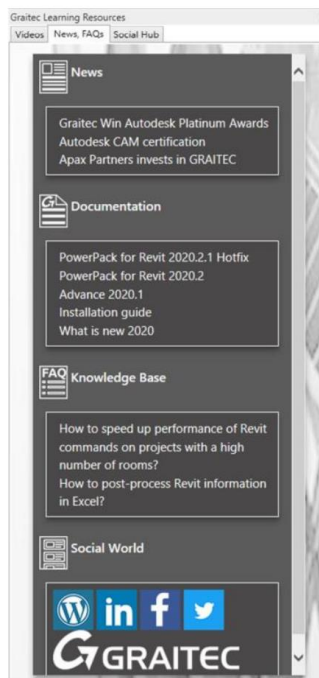 Graitec Learning Resources
Videos News, FAQs Social Hub
News
Graitec Win Autodesk Platinum Awards
Autodesk CAM certification
Apax Partners invests in GRAITEC
Documentation
PowerPack for Revit 2020.2.1 Hotfix
PowerPack for Revit 2020.2
Advance 2020.1
Installation guide
What is new 2020
FAQ Knowledge Base
How to speed up performance of Revit
commands on projects with a high
number of rooms?
How to post-process Revit information
in Excel?
Social World
GRAITEC